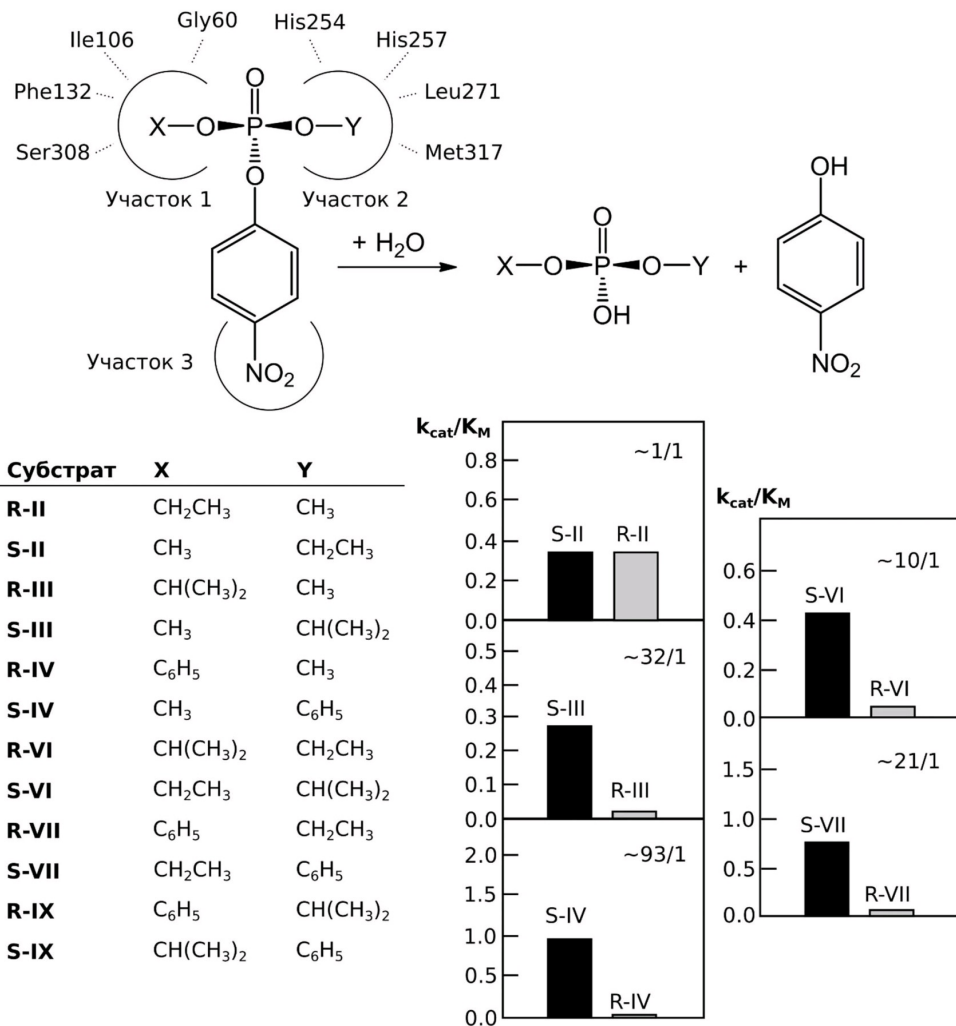 Gly60
His254
Ile106
His257
Phe132
Leu271
Ser308
Met317
O
X—O—P—O—Y
O
Участок 1
Участок 2
NO₂
Участок 3
+ H₂O
O
X—O—P—O—Y
OH
+
OH
NO₂
Субстрат X Y
R-II CH₂CH₃ CH₃
S-II CH₃ CH₂CH₃
R-III CH(CH₃)₂ CH₃
S-III CH₃ CH(CH₃)₂
R-IV C₆H₅ CH₃
S-IV CH₃ C₆H₅
R-VI CH(CH₃)₂ CH₂CH₃
S-VI CH₂CH₃ CH(CH₃)₂
R-VII C₆H₅ CH₂CH₃
S-VII CH₂CH₃ C₆H₅
R-IX C₆H₅ CH(CH₃)₂
S-IX CH(CH₃)₂ C₆H₅
k_cat/K_M
~1/1
0.8
0.6
0.4
0.2
0.0
S-II R-II
~32/1
0.5
0.4
0.3
0.2
0.1
0.0
S-III
R-III
~93/1
2.0
1.5
1.0
0.5
0.0
S-IV
R-IV
k_cat/K_M
~10/1
0.6
0.4
0.2
0.0
S-VI
R-VI
~21/1
1.5
1.0
0.5
0.0
S-VII
R-VII